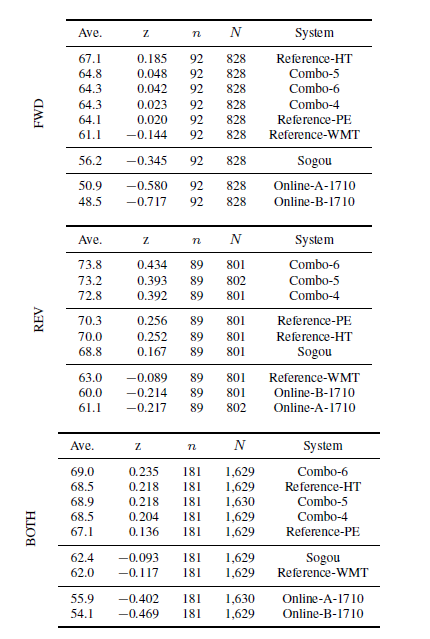 FWD
Ave. z n N System
67.1 0.185 92 828 Reference-HT
64.8 0.048 92 828 Combo-5
64.3 0.042 92 828 Combo-6
64.3 0.023 92 828 Combo-4
64.1 0.020 92 828 Reference-PE
61.1 −0.144 92 828 Reference-WMT
56.2 −0.345 92 828 Sogou
50.9 −0.580 92 828 Online-A-1710
48.5 −0.717 92 828 Online-B-1710
REV
Ave. z n N System
73.8 0.434 89 801 Combo-6
73.2 0.393 89 802 Combo-5
72.8 0.392 89 801 Combo-4
70.3 0.256 89 801 Reference-PE
70.0 0.252 89 801 Reference-HT
68.8 0.167 89 801 Sogou
63.0 −0.089 89 801 Reference-WMT
60.0 −0.214 89 801 Online-B-1710
61.1 −0.217 89 802 Online-A-1710
BOTH
Ave. z n N System
69.0 0.235 181 1,629 Combo-6
68.5 0.218 181 1,629 Reference-HT
68.9 0.218 181 1,630 Combo-5
68.5 0.204 181 1,629 Combo-4
67.1 0.136 181 1,629 Reference-PE
62.4 −0.093 181 1,629 Sogou
62.0 −0.117 181 1,629 Reference-WMT
55.9 −0.402 181 1,630 Online-A-1710
54.1 −0.469 181 1,629 Online-B-1710